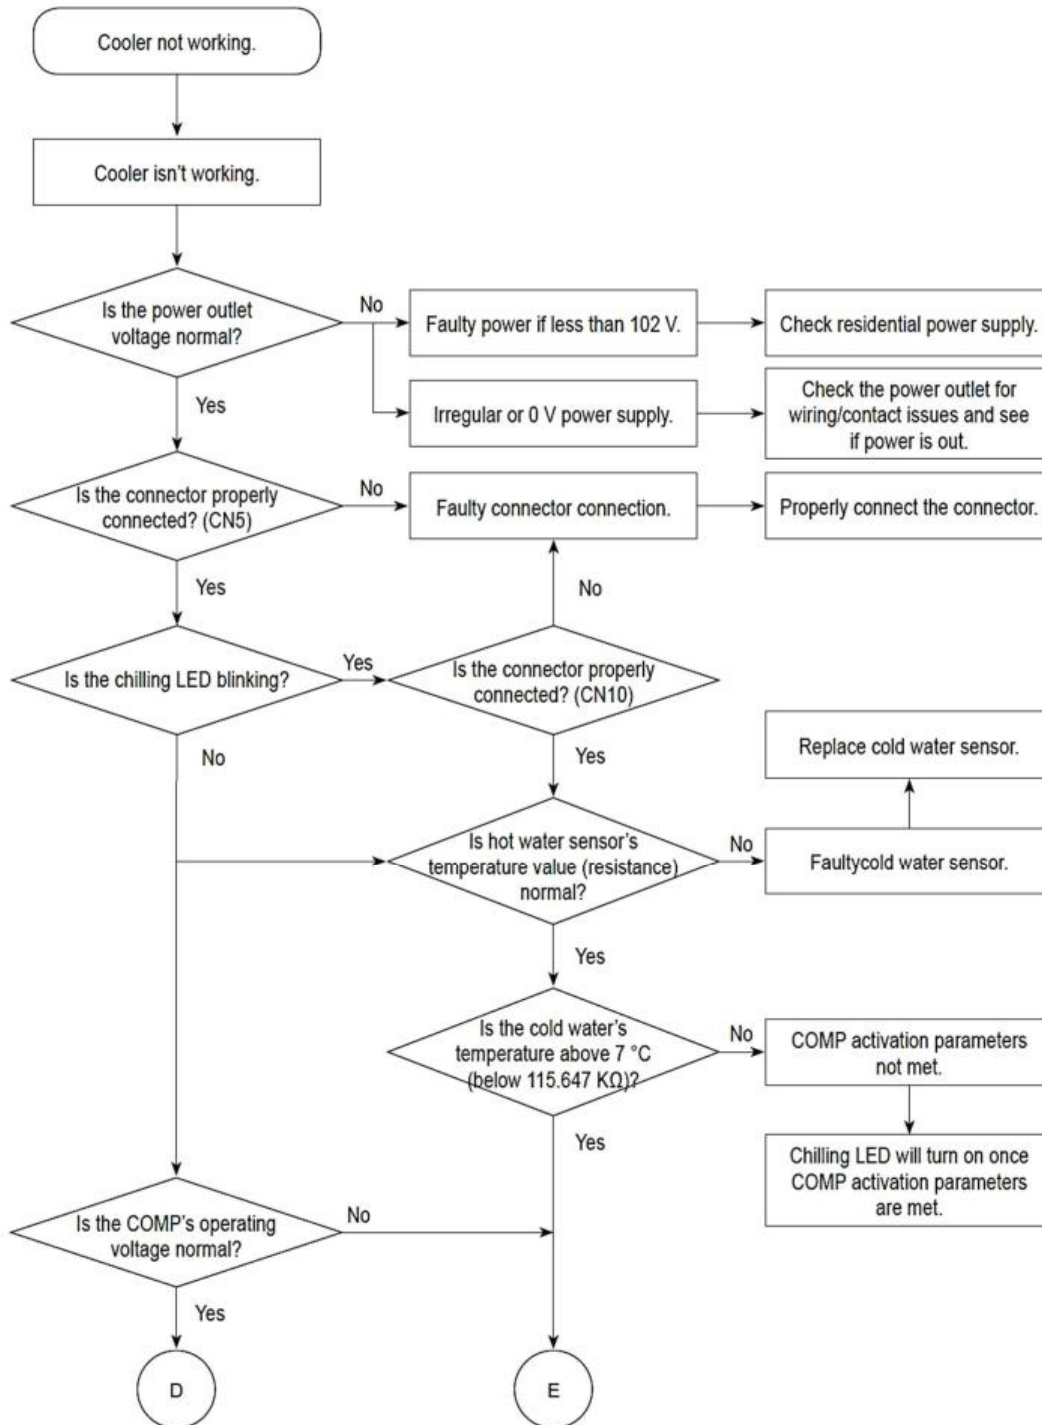 Cooler not working.
Cooler isn't working.
Is the power outlet
voltage normal?
No
Faulty power if less than 102 V.
Check residential power supply.
Yes
Irregular or 0 V power supply.
Check the power outlet for
wiring/contact issues and see
if power is out.
Is the connector properly
connected? (CN5)
No
Faulty connector connection.
Properly connect the connector.
Yes
No
Is the chilling LED blinking?
Yes
Is the connector properly
connected? (CN10)
No
Yes
Replace cold water sensor.
Is hot water sensor's
temperature value (resistance)
normal?
No
Faultycold water sensor.
Yes
Is the cold water's
temperature above 7 °C
(below 115.647 KΩ)?
No
COMP activation parameters
not met.
Yes
Chilling LED will turn on once
COMP activation parameters
are met.
Is the COMP's operating
voltage normal?
No
Yes
D
E